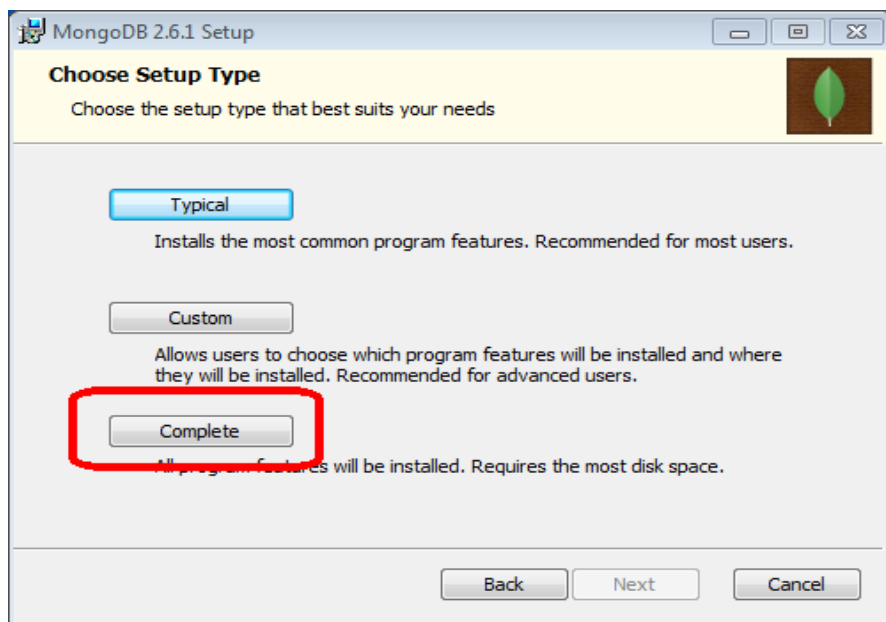 MongoDB 2.6.1 Setup
Choose Setup Type
Choose the setup type that best suits your needs
Typical
Installs the most common program features. Recommended for most users.
Custom
Allows users to choose which program features will be installed and where
they will be installed. Recommended for advanced users.
Complete
All program features will be installed. Requires the most disk space.
Back Next Cancel